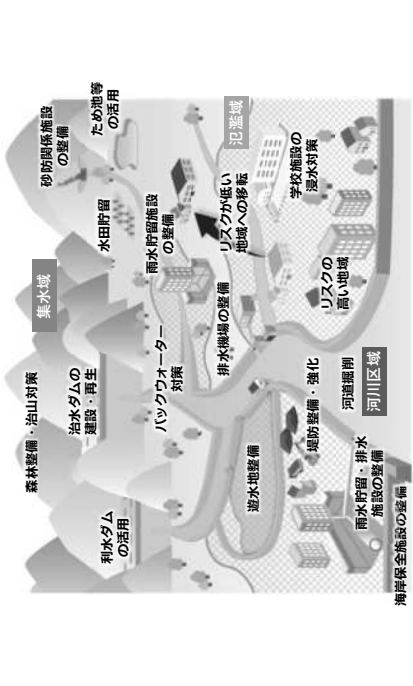 集水域
森林整備・治山対策
治水ダムの
建設・再生
利水ダム
の活用
砂防関係施設
の整備
ため池等
の活用
水田貯留
バックウォーター
対策
雨水貯留施設
の整備
氾濫域
排水機場の整備
リスクが低い
地域への移転
学校施設の
浸水対策
遊水地整備
リスクの
高い地域
堤防整備・強化
河道掘削
河川区域
雨水貯留・排水
施設の整備
海岸保全施設の整備